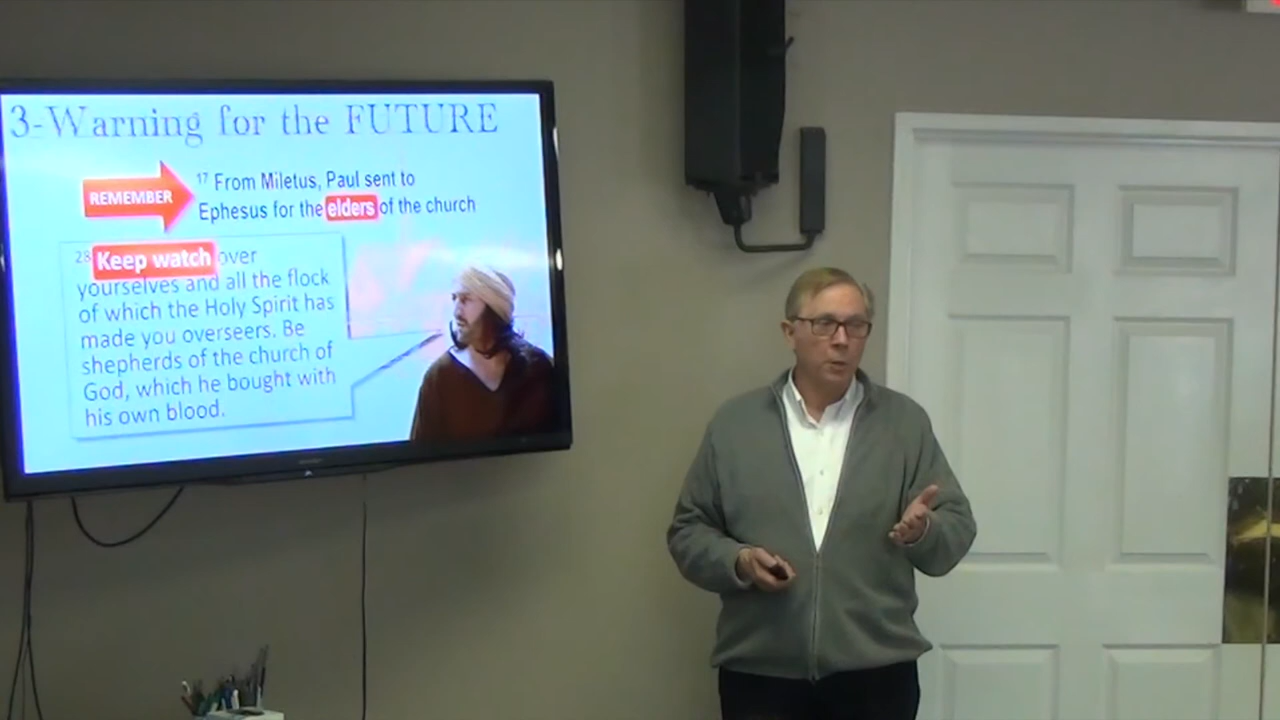 3-Warning for the FUTURE
REMEMBER
17 From Miletus, Paul sent to
Ephesus for the elders of the church
28 Keep watch over
yourselves and all the flock
of which the Holy Spirit has
made you overseers. Be
shepherds of the church of
God, which he bought with
his own blood.